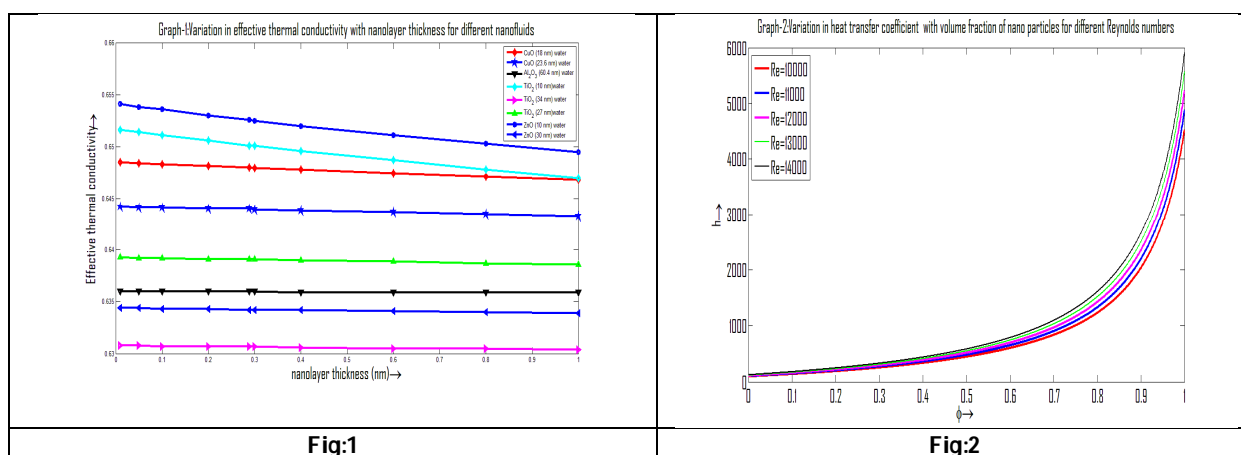 Graph-1:Variation in effective thermal conductivity with nanolayer thickness for different nanofluids
0.66
0.655
0.65
0.645
0.64
0.635
0.63
Effective thermal conductivity→
CuO (18 nm) water
CuO (23.6 nm) water
Al2O3 (60.4 nm) water
TiO2 (10 nm)water
TiO2 (34 nm)water
TiO2 (27 nm)water
ZnO (10 nm) water
ZnO (30 nm) water
0 0.1 0.2 0.3 0.4 0.5 0.6 0.7 0.8 0.9 1
nanolayer thickness (nm)→
Fig:1
Graph-2:Variation in heat transfer coefficient with volume fraction of nano particles for different Reynolds numbers
6000
5000
4000
3000
2000
1000
0
h→
Re=10000
Re=11000
Re=12000
Re=13000
Re=14000
0 0.1 0.2 0.3 0.4 0.5 0.6 0.7 0.8 0.9 1
ϕ→
Fig:2